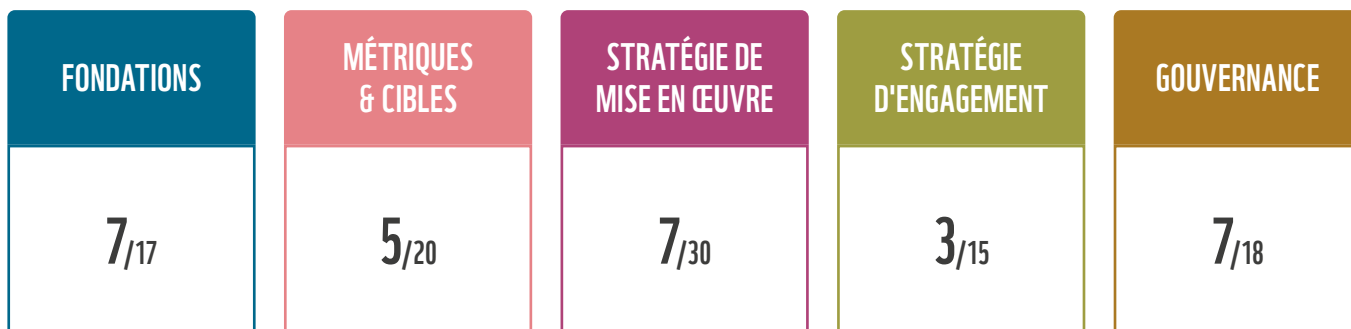 FONDATIONS
7/17
MÉTRIQUES
& CIBLES
5/20
STRATÉGIE DE
MISE EN ŒUVRE
7/30
STRATÉGIE
D'ENGAGEMENT
3/15
GOUVERNANCE
7/18